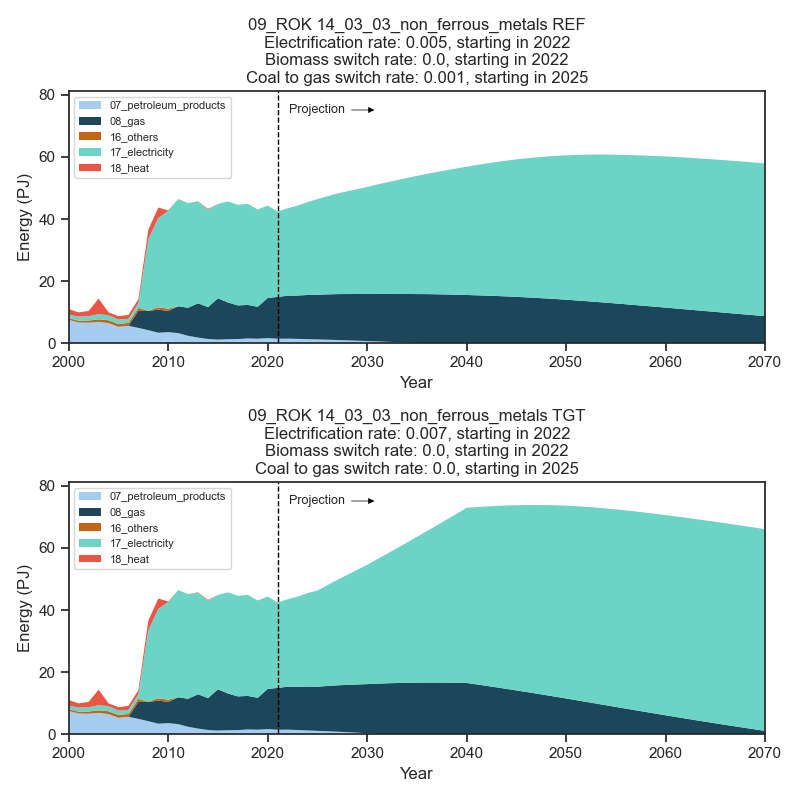 09_ROK 14_03_03_non_ferrous_metals REF
Electrification rate: 0.005, starting in 2022
Biomass switch rate: 0.0, starting in 2022
Coal to gas switch rate: 0.001, starting in 2025
80
60
40
20
0
Energy (PJ)
07_petroleum_products
08_gas
16_others
17_electricity
18_heat
Projection
2000 2010 2020 2030 2040 2050 2060 2070
Year
09_ROK 14_03_03_non_ferrous_metals TGT
Electrification rate: 0.007, starting in 2022
Biomass switch rate: 0.0, starting in 2022
Coal to gas switch rate: 0.0, starting in 2025
80
60
40
20
0
Energy (PJ)
07_petroleum_products
08_gas
16_others
17_electricity
18_heat
Projection
2000 2010 2020 2030 2040 2050 2060 2070
Year